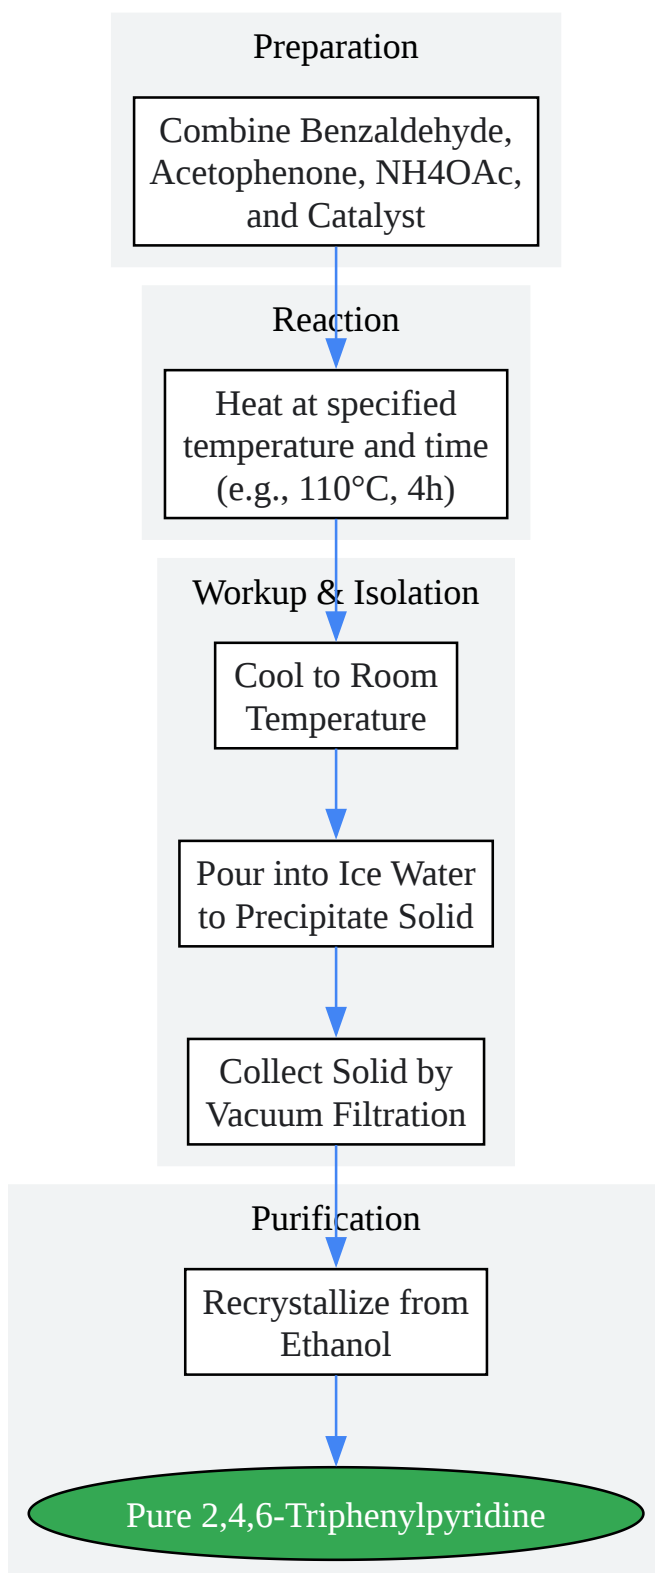 Preparation
Combine Benzaldehyde,
Acetophenone, NH4OAc,
and Catalyst
Reaction
Heat at specified
temperature and time
(e.g., 110°C, 4h)
Workup & Isolation
Cool to Room
Temperature
Pour into Ice Water
to Precipitate Solid
Collect Solid by
Vacuum Filtration
Purification
Recrystallize from
Ethanol
Pure 2,4,6-Triphenylpyridine